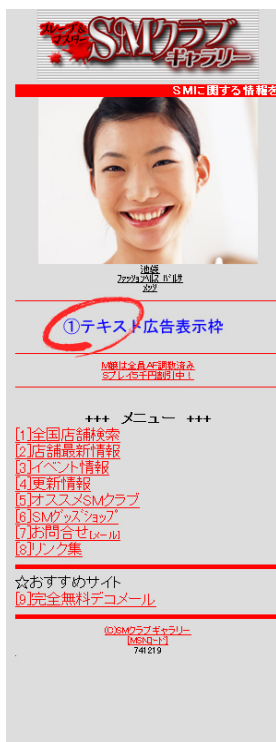 スレーブ&
マスター
SMクラブ
ギャラリー
SMに関する情報を
池袋
ファッションヘルス ﾊﾞﾙｻ
メッツ
①テキスト広告表示枠
M嬢は全員AF調教済み
Sプレイ5千円割引中!
+++ メニュー +++
[1]全国店舗検索
[2]店舗最新情報
[3]イベント情報
[4]更新情報
[5]オススメSMクラブ
[6]SMｸﾞｯｽﾞｼｮｯﾌﾟ
[7]お問合せ[ﾒｰﾙ]
[8]リンク集
☆おすすめサイト
[9]完全無料デコメール
(C)SMクラブギャラリー
[MSNｺｰﾄﾞ]
741219